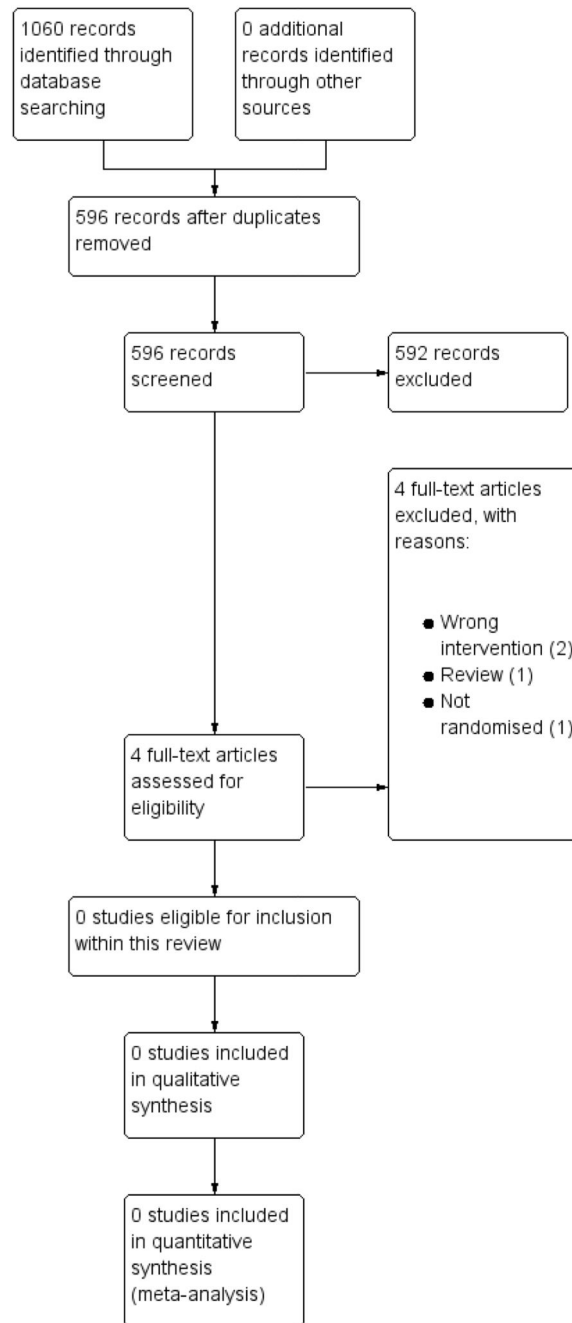 1060 records
identified through
database
searching
0 additional
records identified
through other
sources
596 records after duplicates
removed
596 records
screened
592 records
excluded
4 full-text articles
excluded, with
reasons:
● Wrong
intervention (2)
● Review (1)
● Not
randomised (1)
4 full-text articles
assessed for
eligibility
0 studies eligible for inclusion
within this review
0 studies included
in qualitative
synthesis
0 studies included
in quantitative
synthesis
(meta-analysis)